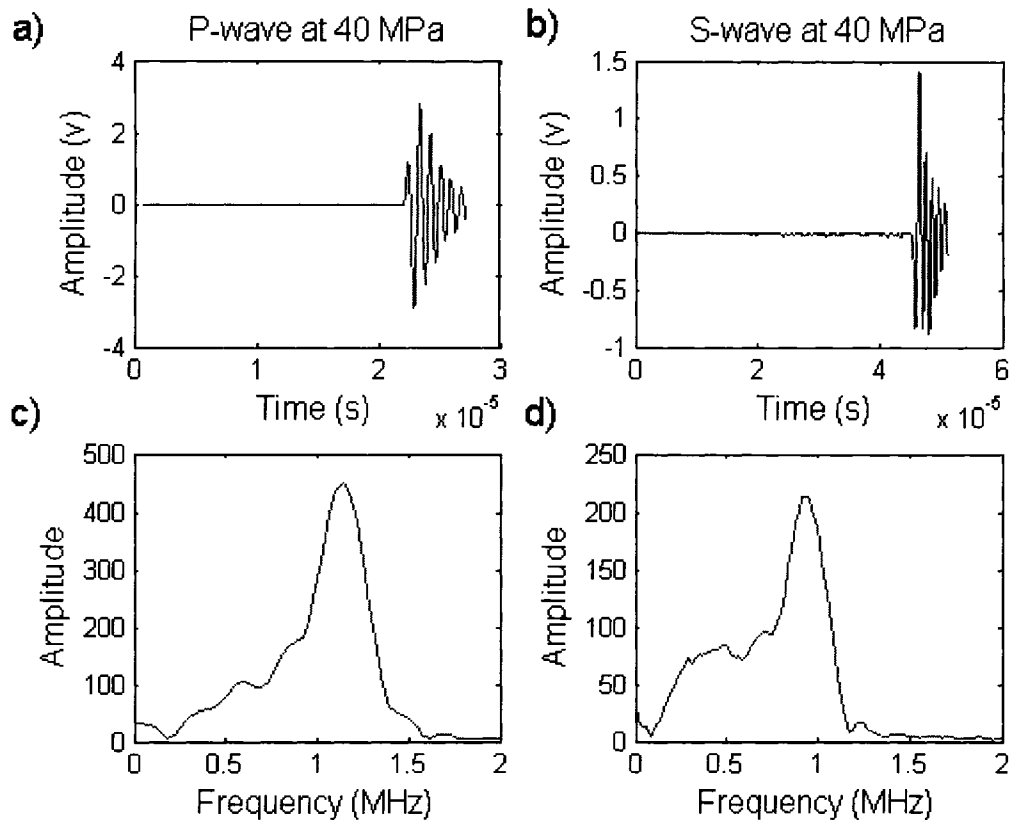 a) P-wave at 40 MPa
4
2
0
-2
-4
Amplitude (v)
0 1 2 3
Time (s)
x 10-5
b) S-wave at 40 MPa
1.5
1
0.5
0
-0.5
-1
Amplitude (v)
0 2 4 6
Time (s)
x 10-5
c)
500
400
300
200
100
0
Amplitude
0 0.5 1 1.5 2
Frequency (MHz)
d)
250
200
150
100
50
0
Amplitude
0 0.5 1 1.5 2
Frequency (MHz)